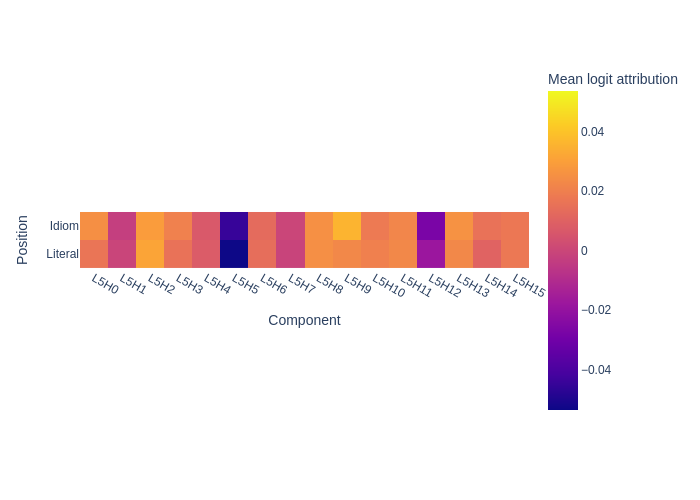 Mean logit attribution
0.04
0.02
0
−0.02
−0.04
Position
Idiom
Literal
L5H0
L5H1
L5H2
L5H3
L5H4
L5H5
L5H6
L5H7
L5H8
L5H9
L5H10
L5H11
L5H12
L5H13
L5H14
L5H15
Component